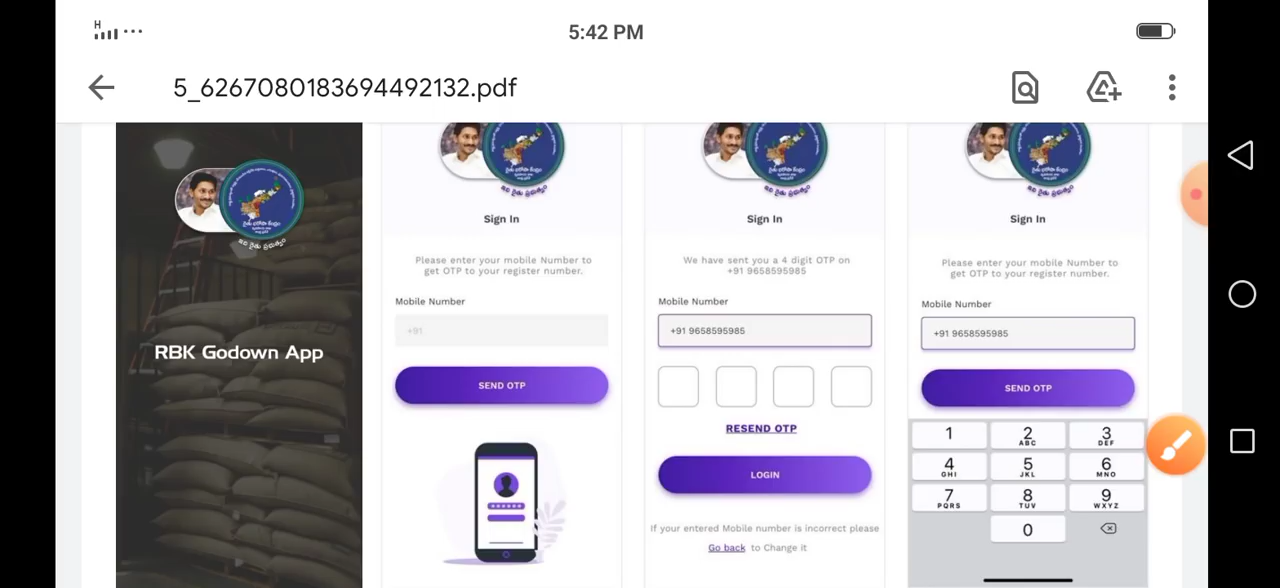 H
5:42 PM
5_6267080183694492132.pdf
RBK Godown App
Sign In
Please enter your mobile Number to
get OTP to your register number.
Mobile Number
+91
SEND OTP
Sign In
We have sent you a 4 digit OTP on
+91 9658595985
Mobile Number
+91 9658595985
RESEND OTP
LOGIN
If your entered Mobile number is incorrect please
Go back to Change it
Sign In
Please enter your mobile Number to
get OTP to your register number.
Mobile Number
+91 9658595985
SEND OTP
1
2 ABC
3 DEF
4 GHI
5 JKL
6 MNO
7 PQRS
8 TUV
9 WXYZ
0